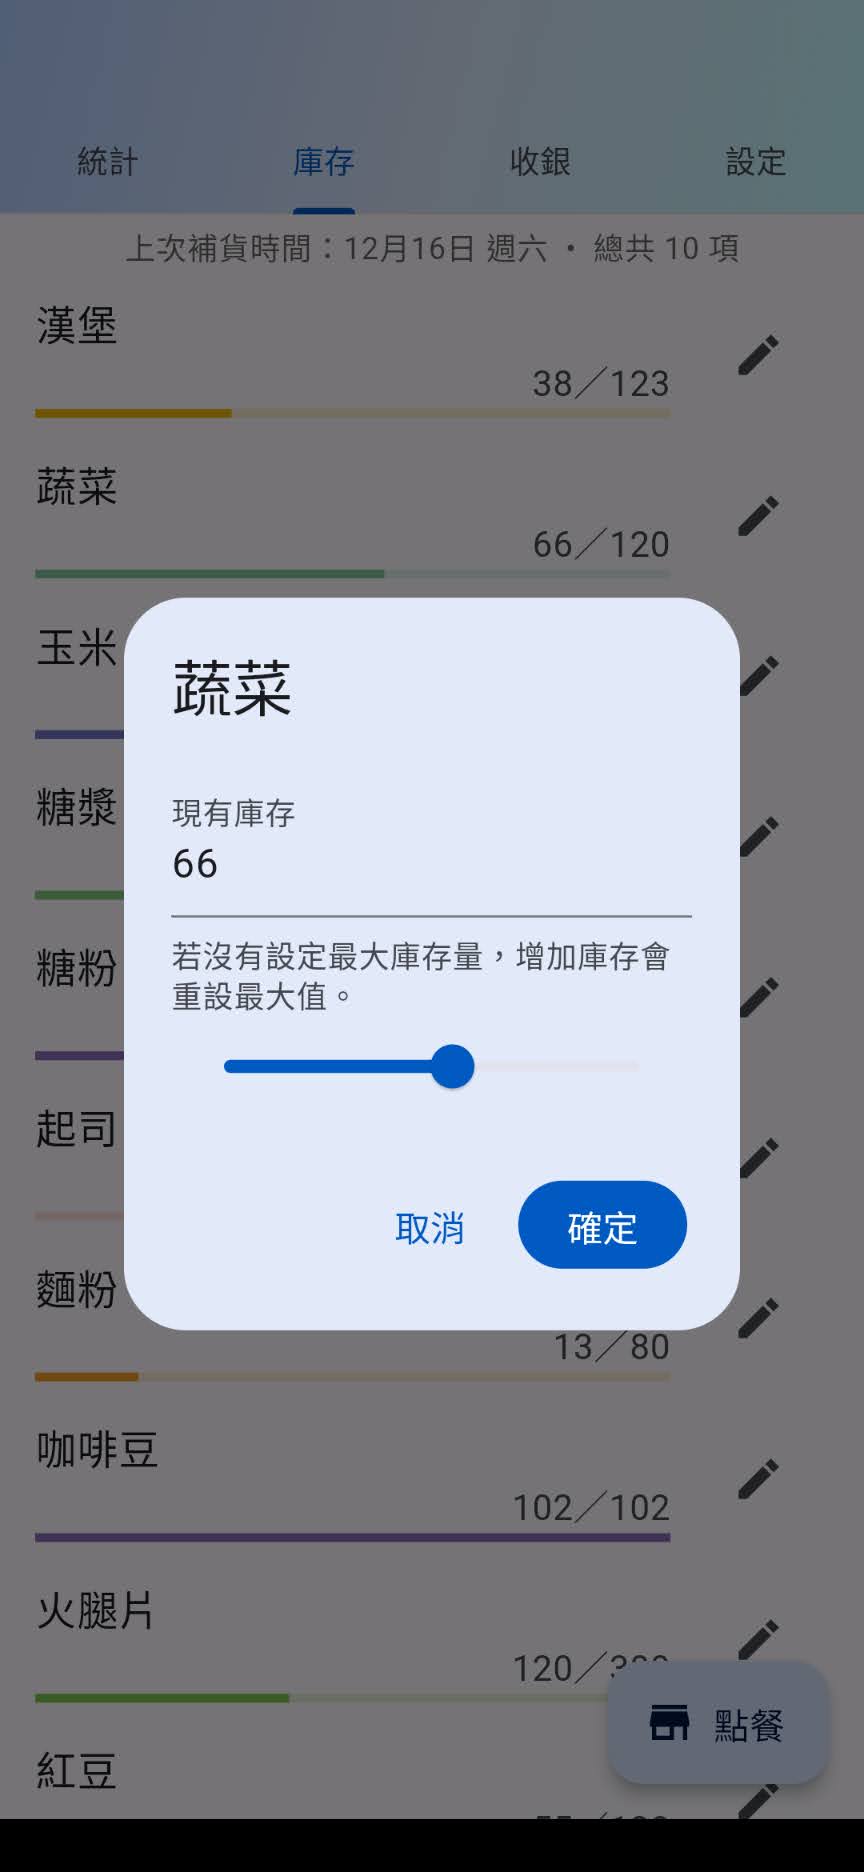 統計 庫存 收銀 設定
上次補貨時間：12月16日 週六 • 總共 10 項
漢堡
38／123
蔬菜
66／120
玉米
糖漿
糖粉
起司
麵粉
蔬菜
現有庫存
66
若沒有設定最大庫存量，增加庫存會
重設最大值。
取消 確定
13／80
咖啡豆
102／102
火腿片
120／
點餐
紅豆